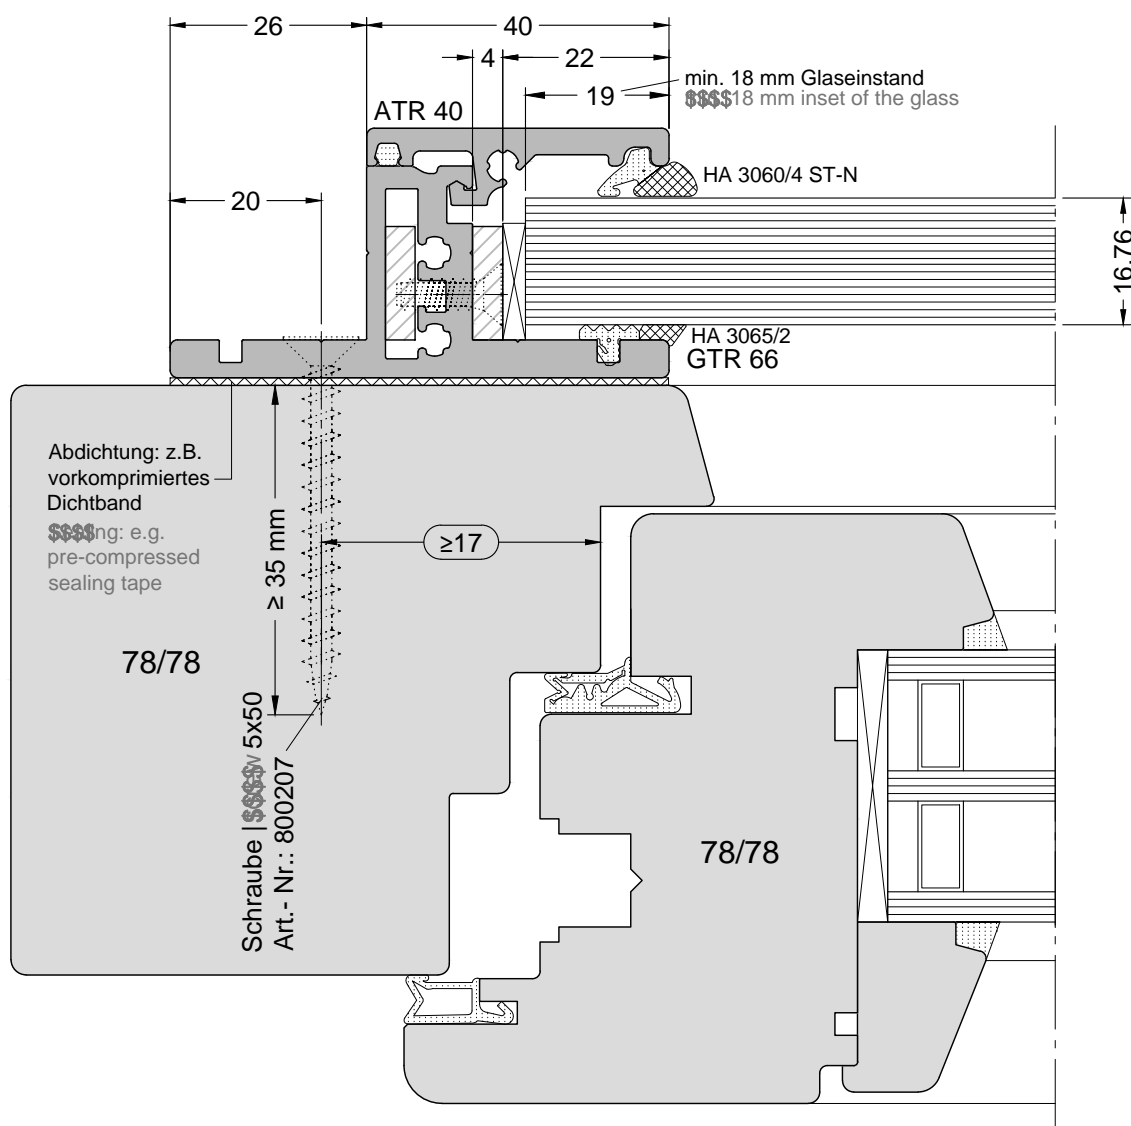 26
40
4
22
19
min. 18 mm Glaseinstand
18 mm inset of the glass
ATR 40
HA 3060/4 ST-N
20
16.76
HA 3065/2
GTR 66
Abdichtung: z.B.
vorkomprimiertes
Dichtband
ng: e.g.
pre-compressed
sealing tape
≥ 35 mm
≥17
78/78
Schraube | 5x50
Art.- Nr.: 800207
78/78